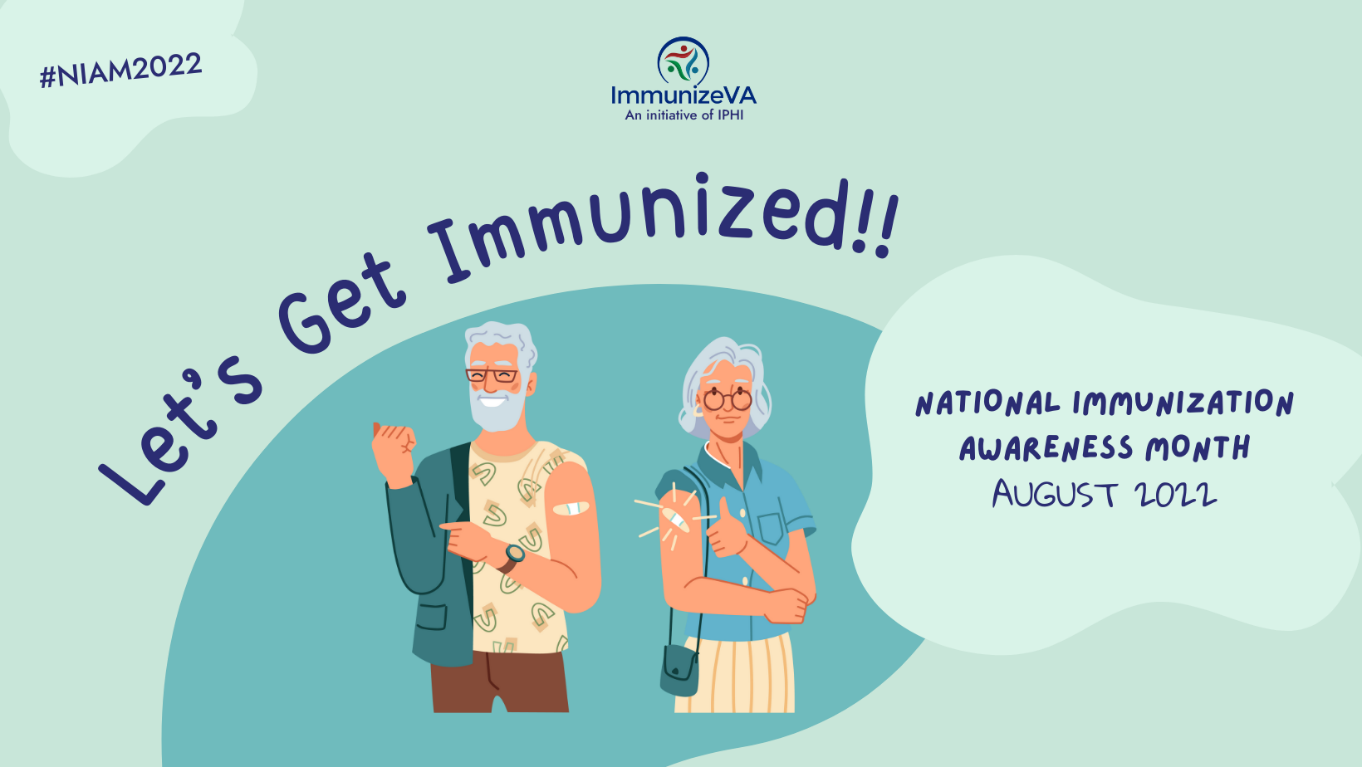 #NIAM2022
ImmunizeVA
An initiative of IPHI
Let's Get Immunized!!
NATIONAL IMMUNIZATION
AWARENESS MONTH
AUGUST 2022